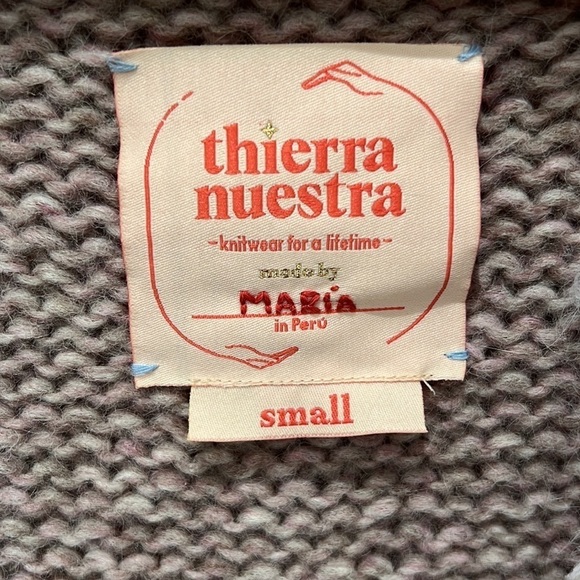 thierra
nuestra
-knitwear for a lifetime-
made by
MARÍA
in Perú
small